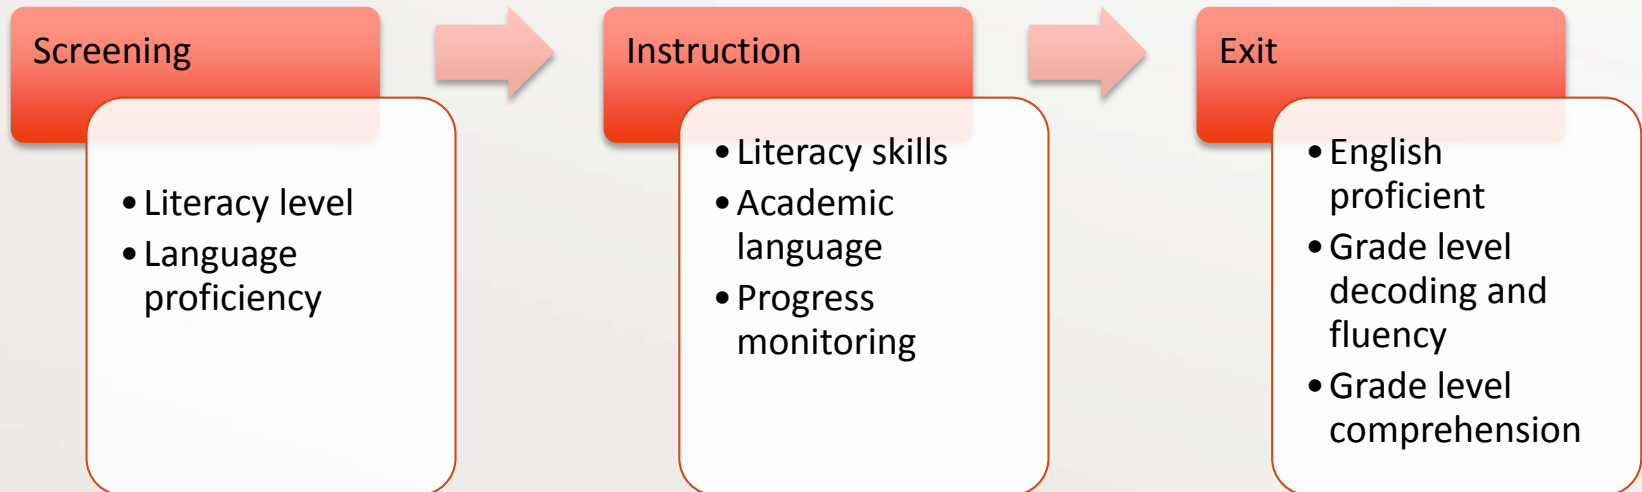 Screening
• Literacy level
• Language
proficiency
Instruction
• Literacy skills
• Academic
language
• Progress
monitoring
Exit
• English
proficient
• Grade level
decoding and
fluency
• Grade level
comprehension